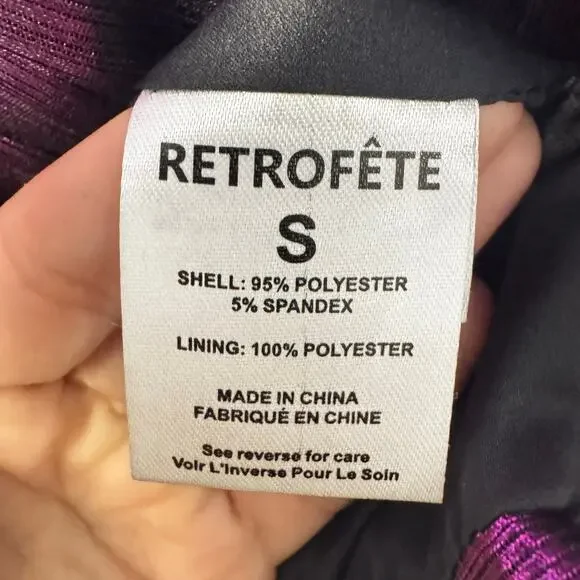 RETROFÊTE
S
SHELL: 95% POLYESTER
5% SPANDEX
LINING: 100% POLYESTER
MADE IN CHINA
FABRIQUÉ EN CHINE
See reverse for care
Voir L'Inverse Pour Le Soin